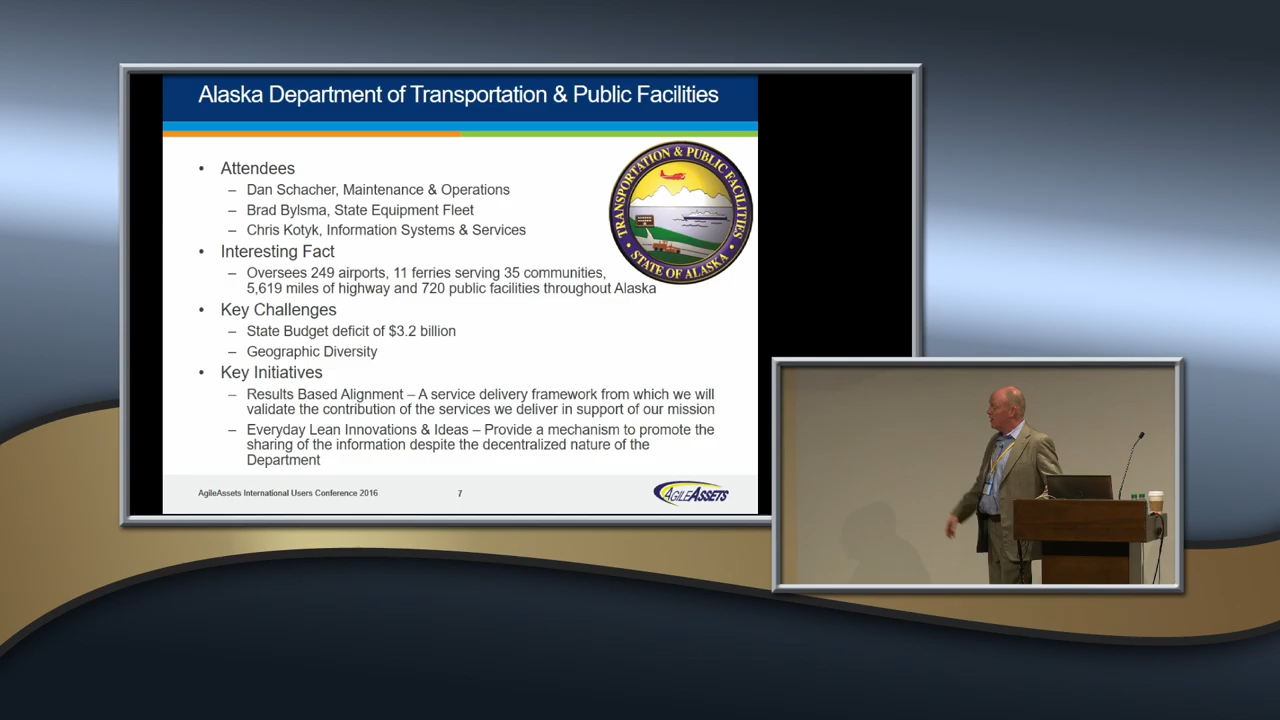 Alaska Department of Transportation & Public Facilities
• Attendees
– Dan Schacher, Maintenance & Operations
– Brad Bylsma, State Equipment Fleet
– Chris Kotyk, Information Systems & Services
• Interesting Fact
– Oversees 249 airports, 11 ferries serving 35 communities,
5,619 miles of highway and 720 public facilities throughout Alaska
• Key Challenges
– State Budget deficit of $3.2 billion
– Geographic Diversity
• Key Initiatives
– Results Based Alignment – A service delivery framework from which we will
validate the contribution of the services we deliver in support of our mission
– Everyday Lean Innovations & Ideas – Provide a mechanism to promote the
sharing of the information despite the decentralized nature of the
Department
TRANSPORTATION & PUBLIC FACILITIES
• STATE OF ALASKA •
AgileAssets International Users Conference 2016
7
AGILEASSETS